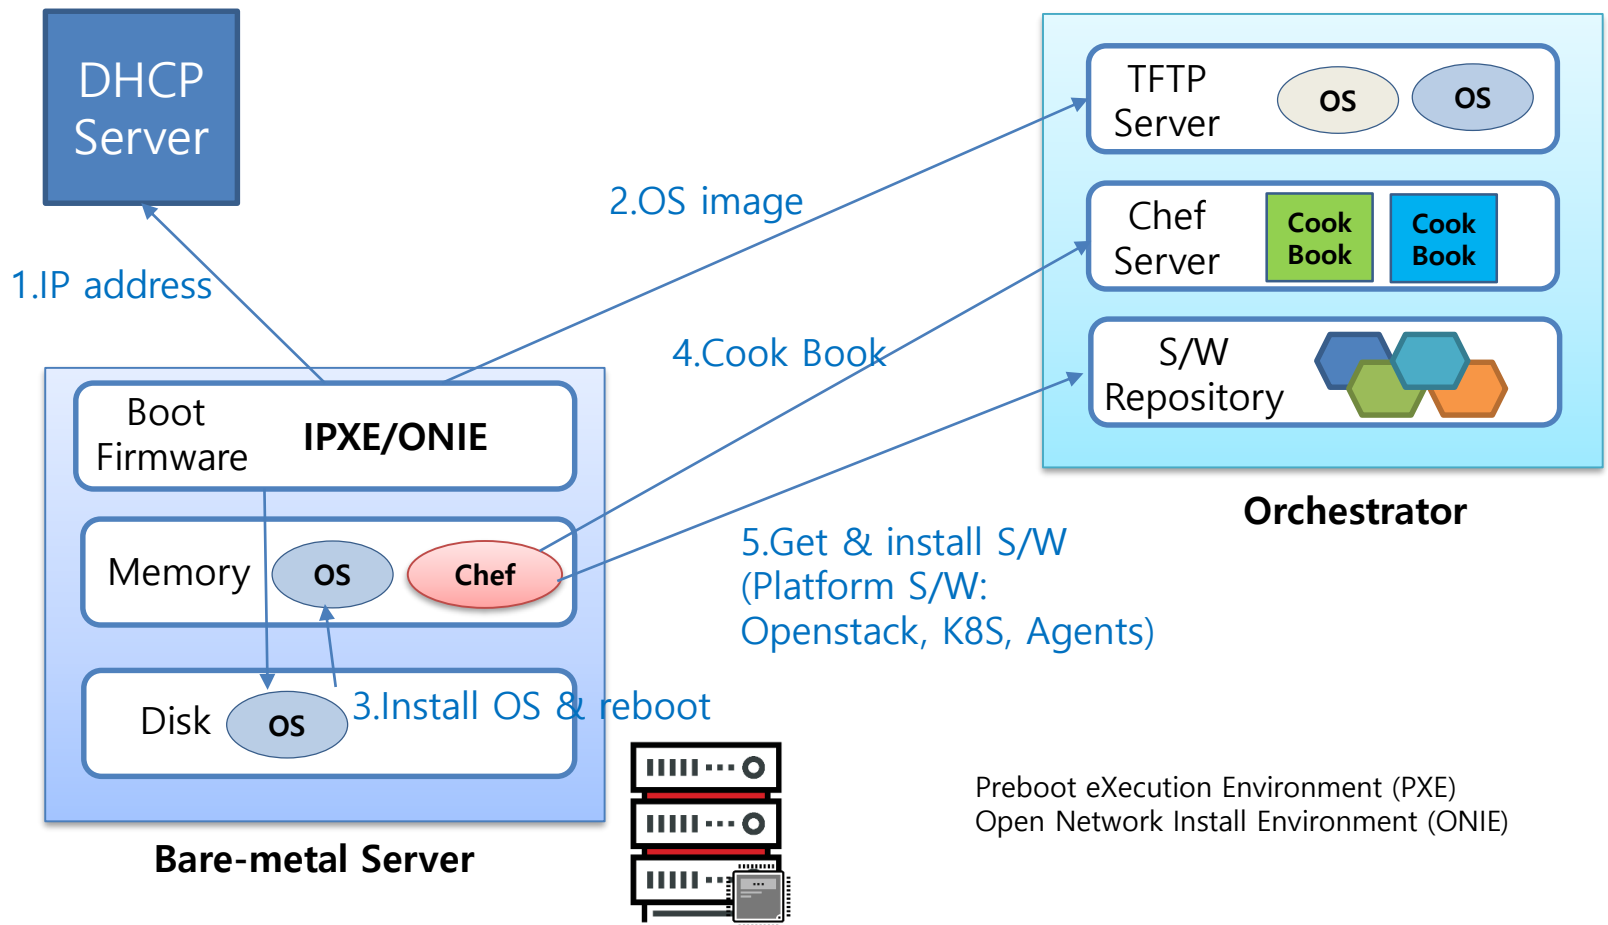 DHCP
Server
1.IP address
2.OS image
4.Cook Book
TFTP
Server
OS
OS
Chef
Server
Cook
Book
Cook
Book
S/W
Repository
Orchestrator
Boot
Firmware
IPXE/ONIE
Memory
OS
Chef
Disk
OS
3.Install OS & reboot
Bare-metal Server
5.Get & install S/W
(Platform S/W:
Openstack, K8S, Agents)
Preboot eXecution Environment (PXE)
Open Network Install Environment (ONIE)